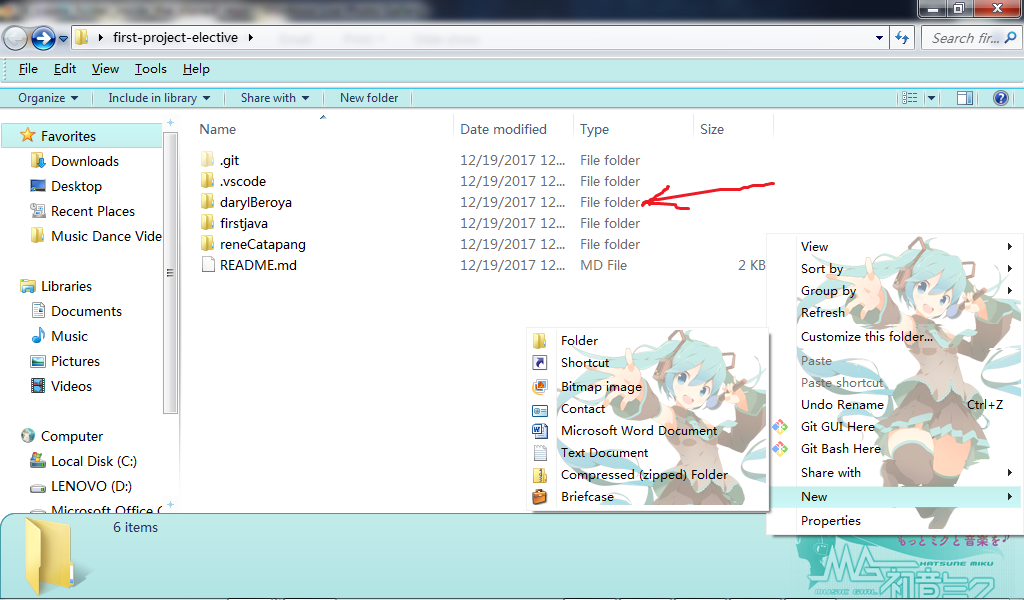 first-project-elective
Search fir...
File Edit View Tools Help
Organize Include in library Share with New folder
Name Date modified Type Size
.git 12/19/2017 12... File folder
.vscode 12/19/2017 12... File folder
darylBeroya 12/19/2017 12... File folder
firstjava 12/19/2017 12... File folder
reneCatapang 12/19/2017 12... File folder
README.md 12/19/2017 12... MD File 2 KB
Favorites
Downloads
Desktop
Recent Places
Music Dance Vide
Libraries
Documents
Music
Pictures
Videos
Computer
Local Disk (C:)
LENOVO (D:)
Microsoft Office
Folder
Shortcut
Bitmap image
Contact
Microsoft Word Document
Text Document
Compressed (zipped) Folder
Briefcase
View
Sort by
Group by
Refresh
Customize this folder...
Paste
Paste shortcut
Undo Rename Ctrl+Z
Git GUI Here
Git Bash Here
Share with
New
Properties
6 items
もっとミクと音楽を♪
HATSUNE MIKU
初音ミク
MUSIC GIRL